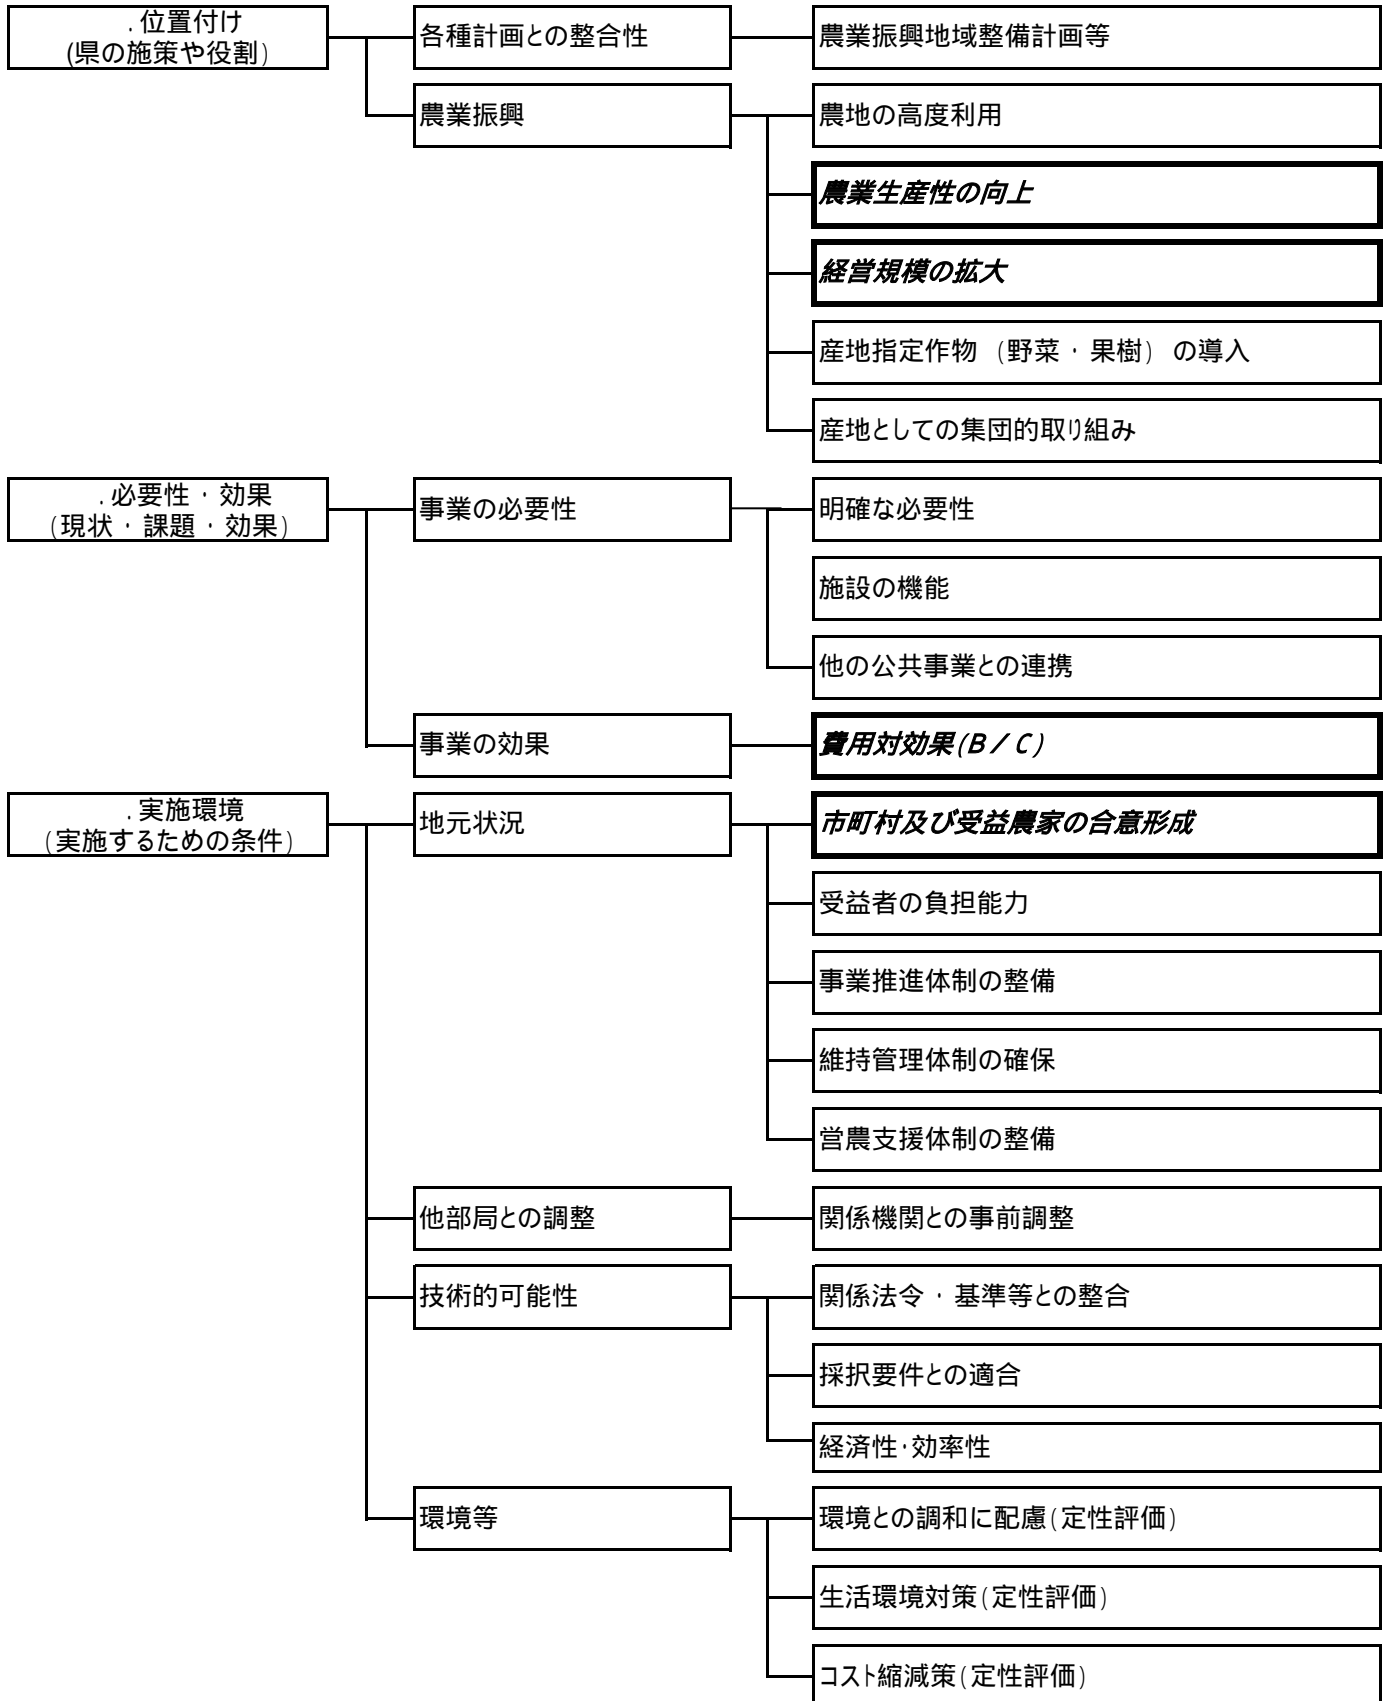 .位置付け
(県の施策や役割)
各種計画との整合性
農業振興地域整備計画等
農業振興
農地の高度利用
農業生産性の向上
経営規模の拡大
産地指定作物 (野菜・果樹) の導入
産地としての集団的取り組み
.必要性・効果
(現状・課題・効果)
事業の必要性
明確な必要性
施設の機能
他の公共事業との連携
事業の効果
費用対効果(B/C)
.実施環境
(実施するための条件)
地元状況
市町村及び受益農家の合意形成
受益者の負担能力
事業推進体制の整備
維持管理体制の確保
営農支援体制の整備
他部局との調整
関係機関との事前調整
技術的可能性
関係法令・基準等との整合
採択要件との適合
経済性・効率性
環境等
環境との調和に配慮(定性評価)
生活環境対策(定性評価)
コスト縮減策(定性評価)